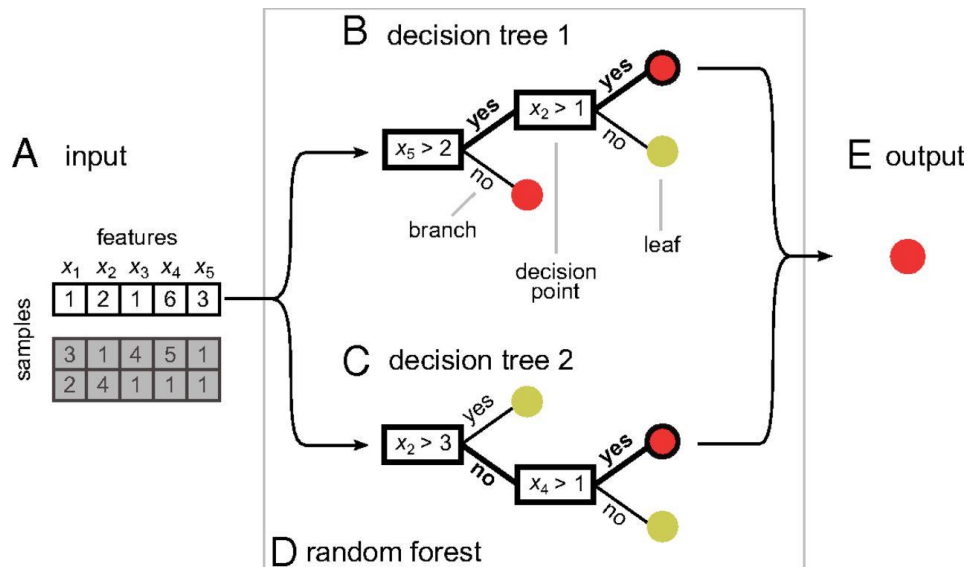 A input
features
x₁ x₂ x₃ x₄ x₅
1 2 1 6 3
samples
3 1 4 5 1
2 4 1 1 1
B decision tree 1
x₅ > 2
yes
no
x₂ > 1
yes
no
branch
decision
point
leaf
C decision tree 2
x₂ > 3
yes
no
x₄ > 1
yes
no
D random forest
E output